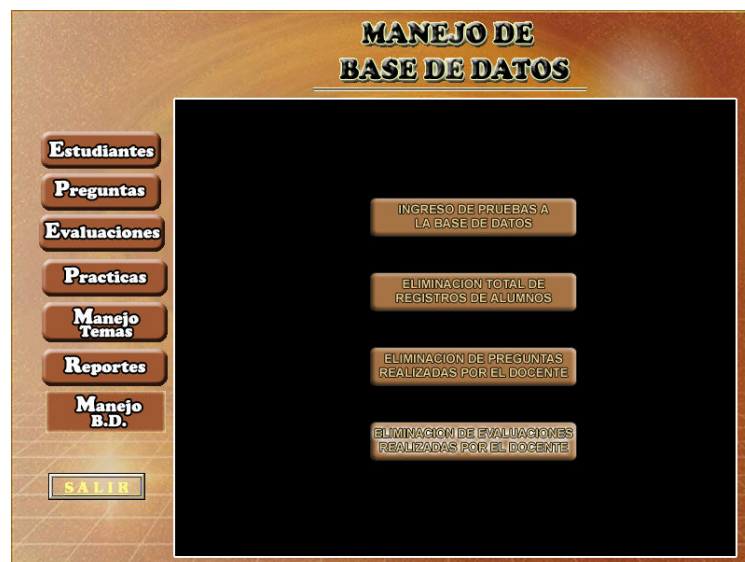 MANEJO DE
BASE DE DATOS
Estudiantes
Preguntas
Evaluaciones
Practicas
Manejo
Temas
Reportes
Manejo
B.D.
SALIR
INGRESO DE PRUEBAS A
LA BASE DE DATOS
ELIMINACION TOTAL DE
REGISTROS DE ALUMNOS
ELIMINACION DE PREGUNTAS
REALIZADAS POR EL DOCENTE
ELIMINACION DE EVALUACIONES
REALIZADAS POR EL DOCENTE